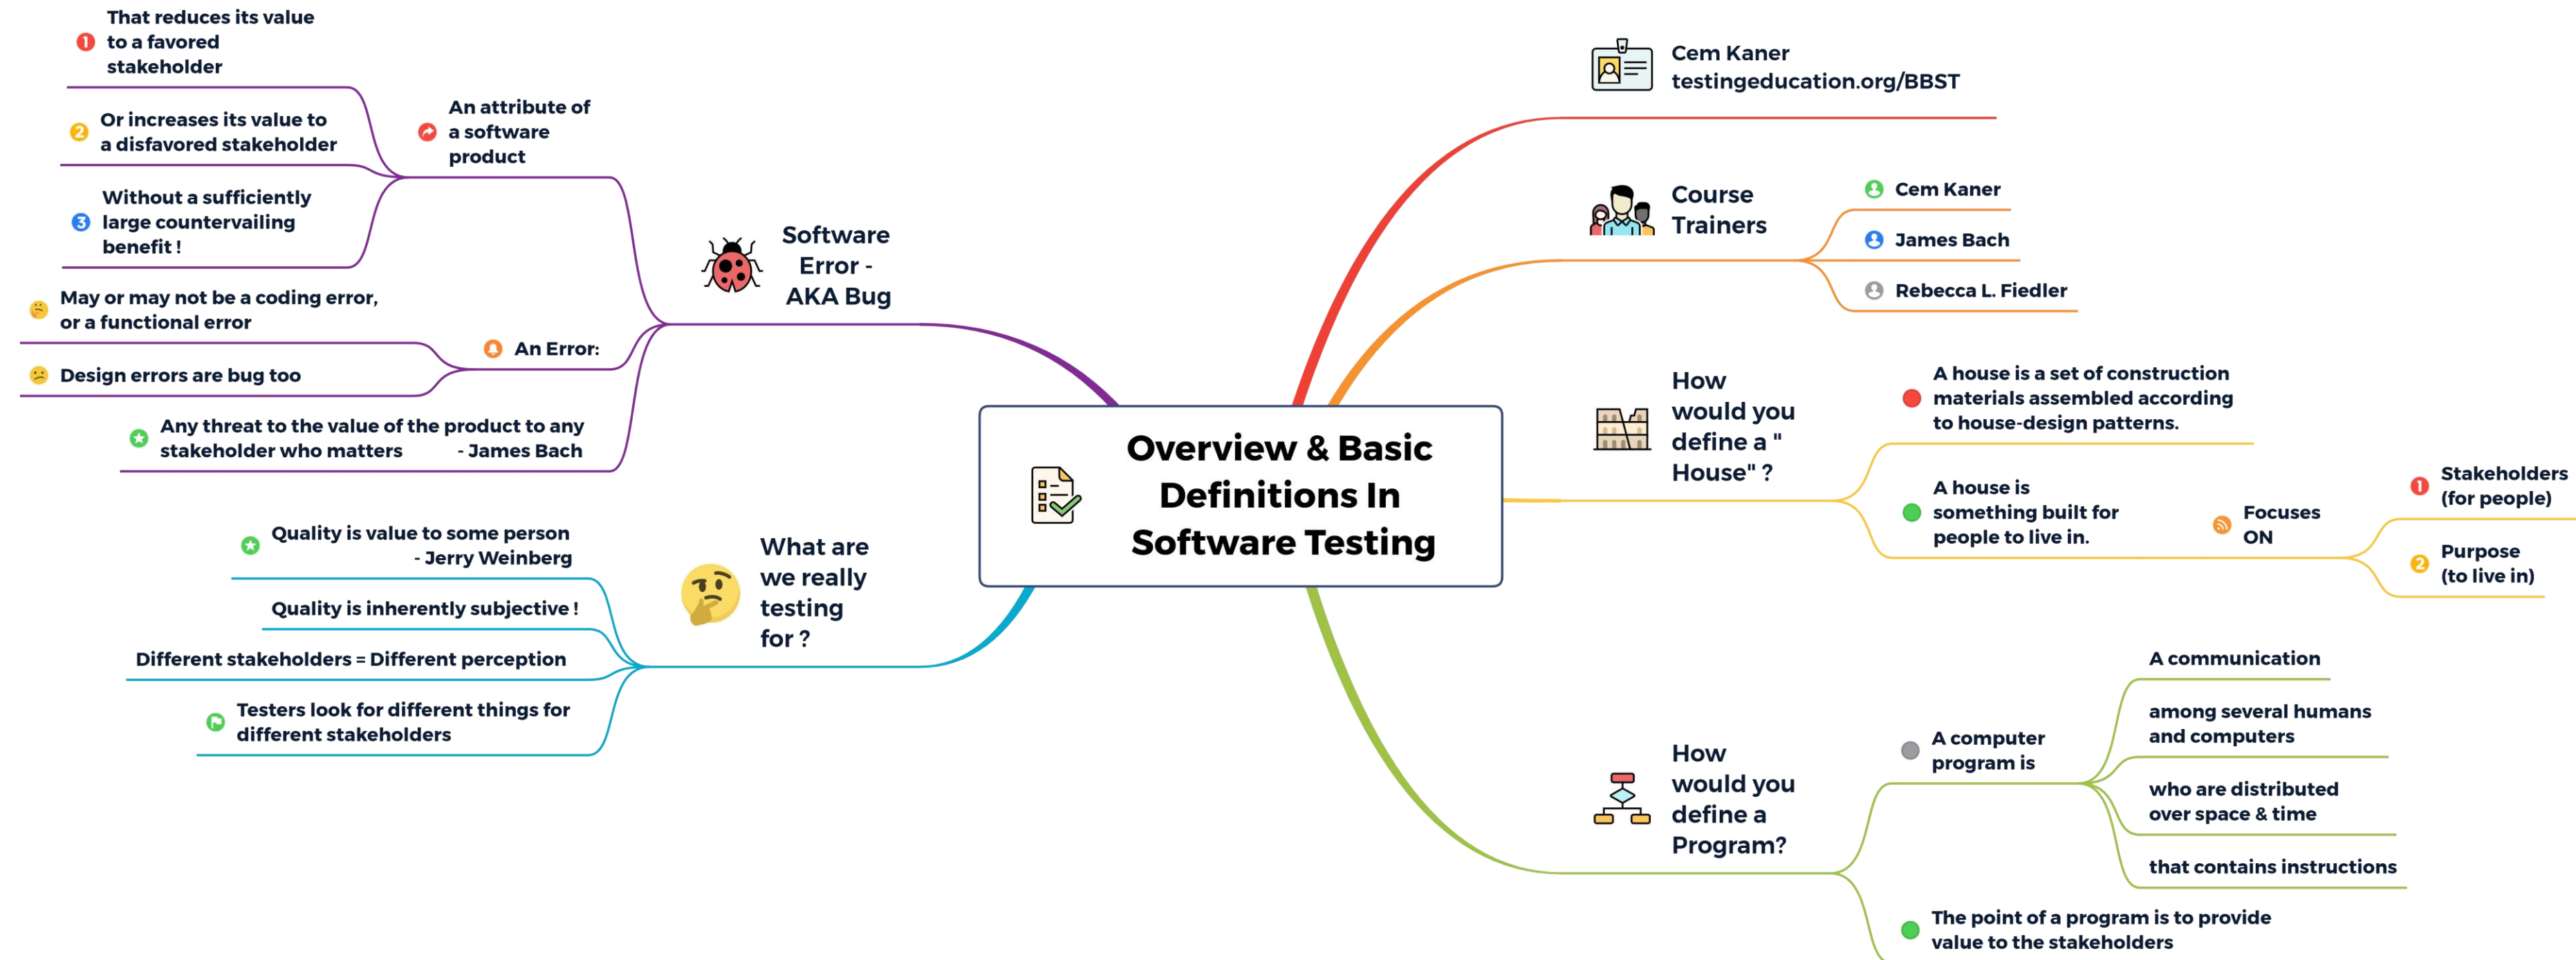 Overview & Basic
Definitions In
Software Testing
Cem Kaner
testingeducation.org/BBST
Course
Trainers
Cem Kaner
James Bach
Rebecca L. Fiedler
How
would you
define a "
House" ?
A house is a set of construction
materials assembled according
to house-design patterns.
A house is
something built for
people to live in.
Focuses
ON
1
Stakeholders
(for people)
2
Purpose
(to live in)
How
would you
define a
Program?
A computer
program is
A communication
among several humans
and computers
who are distributed
over space & time
that contains instructions
The point of a program is to provide
value to the stakeholders
Software
Error -
AKA Bug
An attribute of
a software
product
1
That reduces its value
to a favored
stakeholder
2
Or increases its value to
a disfavored stakeholder
3
Without a sufficiently
large countervailing
benefit !
An Error:
May or may not be a coding error,
or a functional error
Design errors are bug too
Any threat to the value of the product to any
stakeholder who matters - James Bach
What are
we really
testing
for ?
Quality is value to some person
- Jerry Weinberg
Quality is inherently subjective !
Different stakeholders = Different perception
Testers look for different things for
different stakeholders